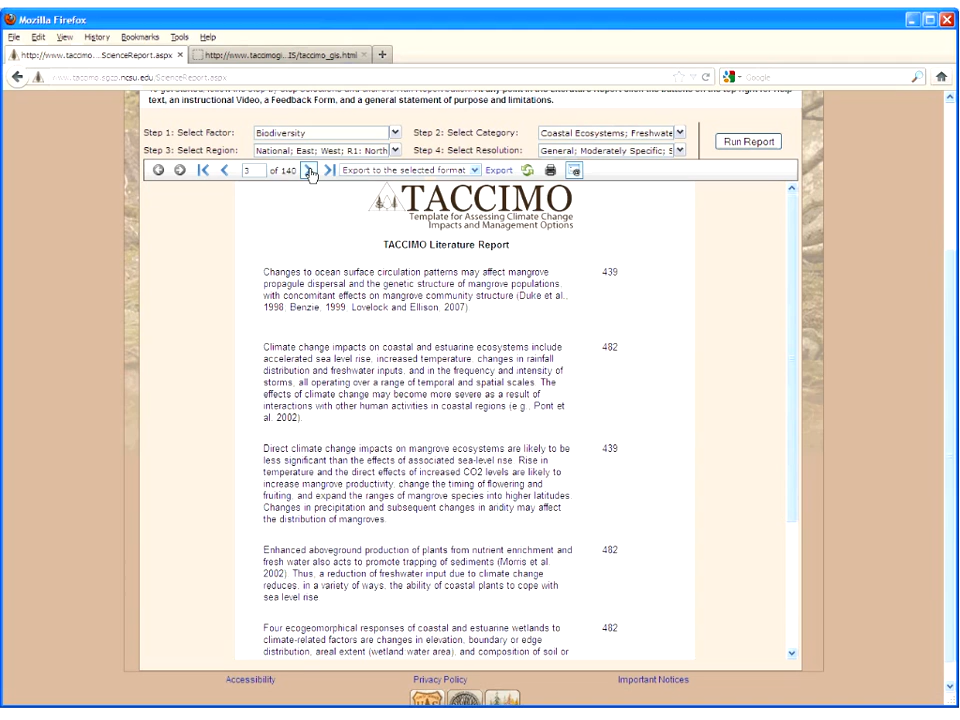 Mozilla Firefox
File Edit View History Bookmarks Tools Help
http://www.taccimo...ScienceReport.aspx × http://www.taccimogi...IS/taccimo_gis.html × +
www.taccimo.sgcp.ncsu.edu/ScienceReport.aspx Google
text, an instructional Video, a Feedback Form, and a general statement of purpose and limitations.
Step 1: Select Factor: Biodiversity Step 2: Select Category: Coastal Ecosystems; Freshwate
Step 3: Select Region: National; East; West; R1: North Step 4: Select Resolution: General; Moderately Specific; S
Run Report
3 of 140 Export to the selected format Export
TACCIMO
Template for Assessing Climate Change
Impacts and Management Options
TACCIMO Literature Report
Changes to ocean surface circulation patterns may affect mangrove 439
propagule dispersal and the genetic structure of mangrove populations,
with concomitant effects on mangrove community structure (Duke et al.,
1998, Benzie, 1999, Lovelock and Ellison, 2007)
Climate change impacts on coastal and estuarine ecosystems include 482
accelerated sea level rise, increased temperature, changes in rainfall
distribution and freshwater inputs, and in the frequency and intensity of
storms, all operating over a range of temporal and spatial scales. The
effects of climate change may become more severe as a result of
interactions with other human activities in coastal regions (e.g., Pont et
al. 2002).
Direct climate change impacts on mangrove ecosystems are likely to be 439
less significant than the effects of associated sea-level rise. Rise in
temperature and the direct effects of increased CO2 levels are likely to
increase mangrove productivity, change the timing of flowering and
fruiting, and expand the ranges of mangrove species into higher latitudes.
Changes in precipitation and subsequent changes in aridity may affect
the distribution of mangroves.
Enhanced aboveground production of plants from nutrient enrichment and 482
fresh water also acts to promote trapping of sediments (Morris et al.
2002). Thus, a reduction of freshwater input due to climate change
reduces, in a variety of ways, the ability of coastal plants to cope with
sea level rise
Four ecogeomorphical responses of coastal and estuarine wetlands to 482
climate-related factors are changes in elevation, boundary or edge
distribution, areal extent (wetland water area), and composition of soil or
Accessibility Privacy Policy Important Notices